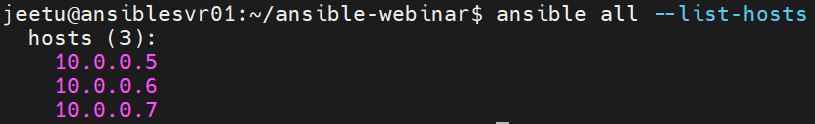 jeetu@ansiblesvr01:~/ansible-webinar$ ansible all --list-hosts
  hosts (3):
    10.0.0.5
    10.0.0.6
    10.0.0.7